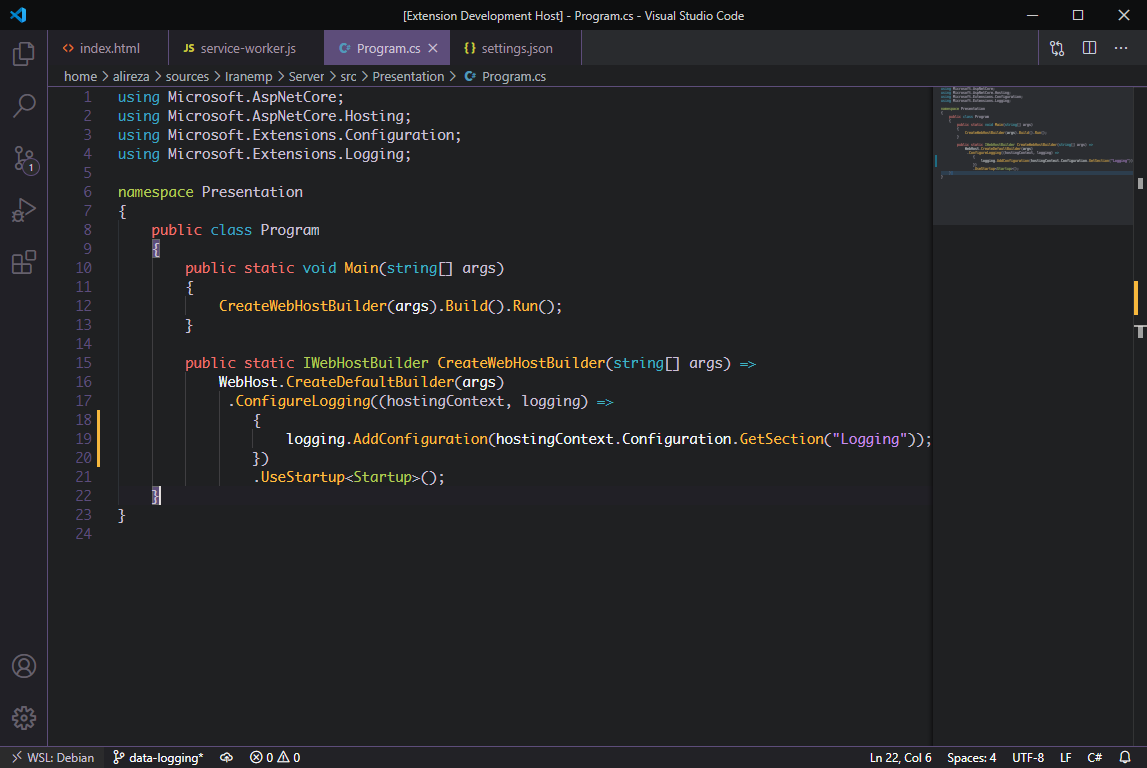 [Extension Development Host] - Program.cs - Visual Studio Code
<> index.html JS service-worker.js C# Program.cs {} settings.json
home > alireza > sources > Iranemp > Server > src > Presentation > C# Program.cs
1 using Microsoft.AspNetCore;
2 using Microsoft.AspNetCore.Hosting;
3 using Microsoft.Extensions.Configuration;
4 using Microsoft.Extensions.Logging;
5
6 namespace Presentation
7 {
8 public class Program
9 {
10 public static void Main(string[] args)
11 {
12 CreateWebHostBuilder(args).Build().Run();
13 }
14
15 public static IWebHostBuilder CreateWebHostBuilder(string[] args) =>
16 WebHost.CreateDefaultBuilder(args)
17 .ConfigureLogging((hostingContext, logging) =>
18 {
19 logging.AddConfiguration(hostingContext.Configuration.GetSection("Logging"));
20 })
21 .UseStartup<Startup>();
22 }
23 }
24
1
WSL: Debian data-logging* 0 0 Ln 22, Col 6 Spaces: 4 UTF-8 LF C#